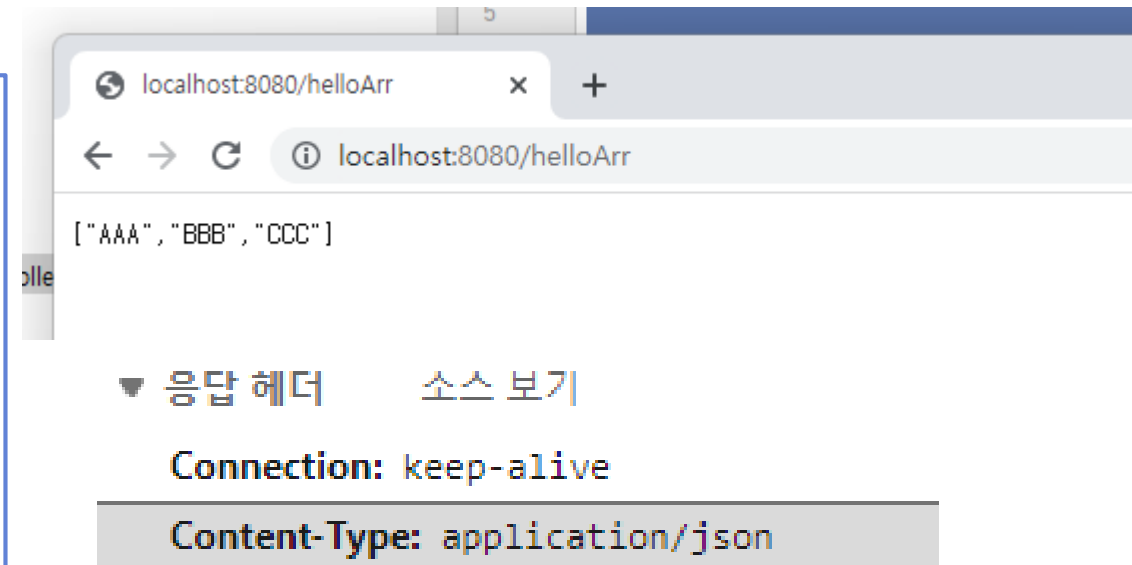 5
localhost:8080/helloArr
localhost:8080/helloArr
["AAA","BBB","CCC"]
olle
응답 헤더 소스 보기
Connection: keep-alive
Content-Type: application/json